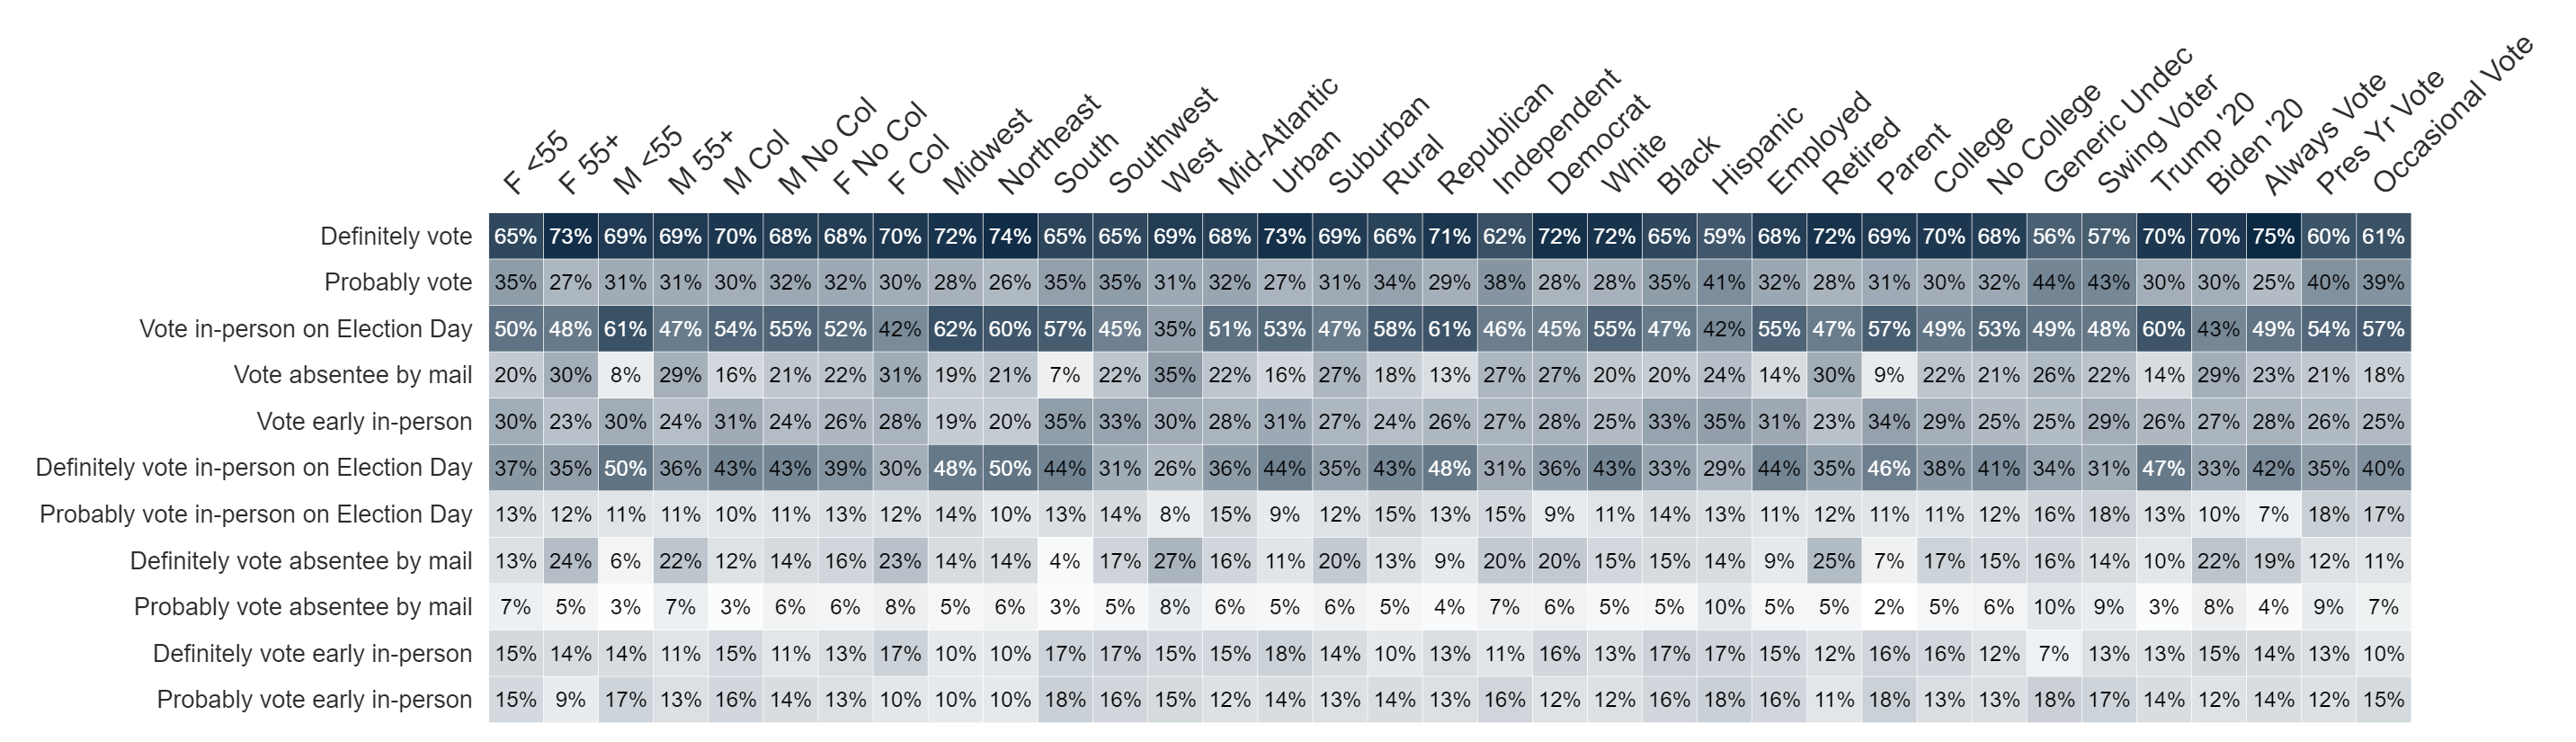 F <55 F 55+ M <55 M 55+ M Col M No Col F No Col F Col Midwest Northeast South Southwest West Mid-Atlantic Urban Suburban Rural Republican Independent Democrat White Black Hispanic Employed Retired Parent College No College Generic Undec Swing Voter Trump '20 Biden '20 Always Vote Pres Yr Vote Occasional Vote
Definitely vote 65% 73% 69% 69% 70% 68% 68% 70% 72% 74% 65% 65% 69% 68% 73% 69% 66% 71% 62% 72% 72% 65% 59% 68% 72% 69% 70% 68% 56% 57% 70% 70% 75% 60% 61%
Probably vote 35% 27% 31% 31% 30% 32% 32% 30% 28% 26% 35% 35% 31% 32% 27% 31% 34% 29% 38% 28% 28% 35% 41% 32% 28% 31% 30% 32% 44% 43% 30% 30% 25% 40% 39%
Vote in-person on Election Day 50% 48% 61% 47% 54% 55% 52% 42% 62% 60% 57% 45% 35% 51% 53% 47% 58% 61% 46% 45% 55% 47% 42% 55% 47% 57% 49% 53% 49% 48% 60% 43% 49% 54% 57%
Vote absentee by mail 20% 30% 8% 29% 16% 21% 22% 31% 19% 21% 7% 22% 35% 22% 16% 27% 18% 13% 27% 27% 20% 20% 24% 14% 30% 9% 22% 21% 26% 22% 14% 29% 23% 21% 18%
Vote early in-person 30% 23% 30% 24% 31% 24% 26% 28% 19% 20% 35% 33% 30% 28% 31% 27% 24% 26% 27% 28% 25% 33% 35% 31% 23% 34% 29% 25% 25% 29% 26% 27% 28% 26% 25%
Definitely vote in-person on Election Day 37% 35% 50% 36% 43% 43% 39% 30% 48% 50% 44% 31% 26% 36% 44% 35% 43% 48% 31% 36% 43% 33% 29% 44% 35% 46% 38% 41% 34% 31% 47% 33% 42% 35% 40%
Probably vote in-person on Election Day 13% 12% 11% 11% 10% 11% 13% 12% 14% 10% 13% 14% 8% 15% 9% 12% 15% 13% 15% 9% 11% 14% 13% 11% 12% 11% 11% 12% 16% 18% 13% 10% 7% 18% 17%
Definitely vote absentee by mail 13% 24% 6% 22% 12% 14% 16% 23% 14% 14% 4% 17% 27% 16% 11% 20% 13% 9% 20% 20% 15% 15% 14% 9% 25% 7% 17% 15% 16% 14% 10% 22% 19% 12% 11%
Probably vote absentee by mail 7% 5% 3% 7% 3% 6% 6% 8% 5% 6% 3% 5% 8% 6% 5% 6% 5% 4% 7% 6% 5% 5% 10% 5% 5% 2% 5% 6% 10% 9% 3% 8% 4% 9% 7%
Definitely vote early in-person 15% 14% 14% 11% 15% 11% 13% 17% 10% 10% 17% 17% 15% 15% 18% 14% 10% 13% 11% 16% 13% 17% 17% 15% 12% 16% 16% 12% 7% 13% 13% 15% 14% 13% 10%
Probably vote early in-person 15% 9% 17% 13% 16% 14% 13% 10% 10% 10% 18% 16% 15% 12% 14% 13% 14% 13% 16% 12% 12% 16% 18% 16% 11% 18% 13% 13% 18% 17% 14% 12% 14% 12% 15%